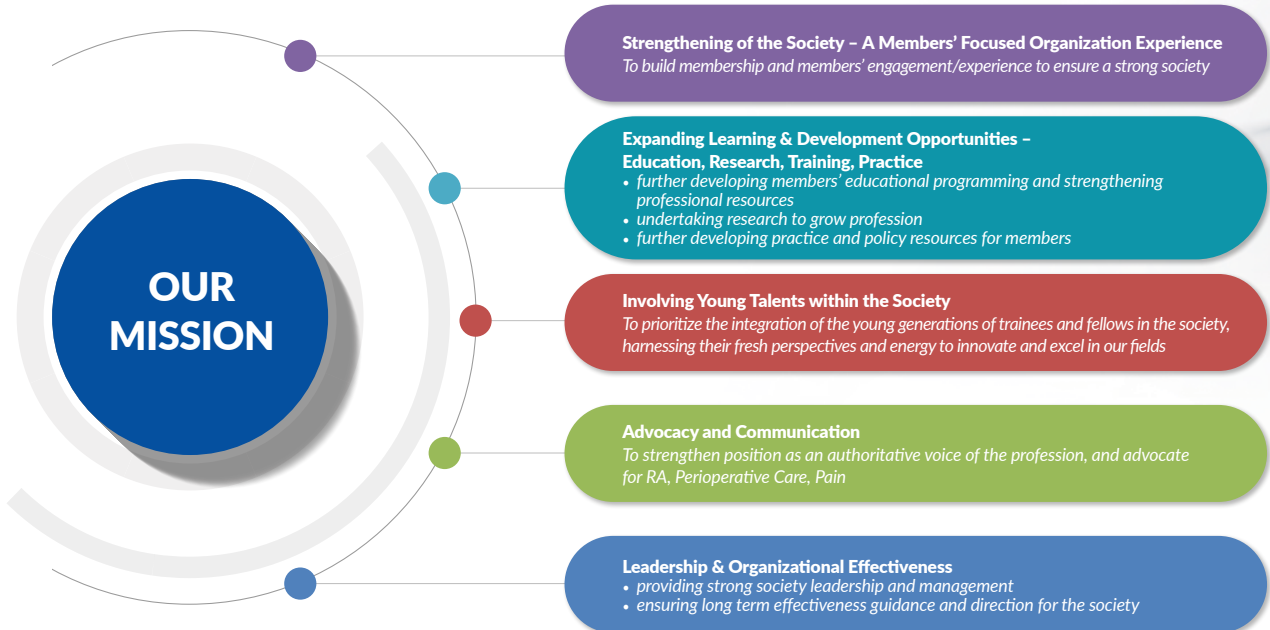 OUR
MISSION
Strengthening of the Society – A Members’ Focused Organization Experience
To build membership and members’ engagement/experience to ensure a strong society
Expanding Learning & Development Opportunities –
Education, Research, Training, Practice
• further developing members’ educational programming and strengthening
professional resources
• undertaking research to grow profession
• further developing practice and policy resources for members
Involving Young Talents within the Society
To prioritize the integration of the young generations of trainees and fellows in the society,
harnessing their fresh perspectives and energy to innovate and excel in our fields
Advocacy and Communication
To strengthen position as an authoritative voice of the profession, and advocate
for RA, Perioperative Care, Pain
Leadership & Organizational Effectiveness
• providing strong society leadership and management
• ensuring long term effectiveness guidance and direction for the society